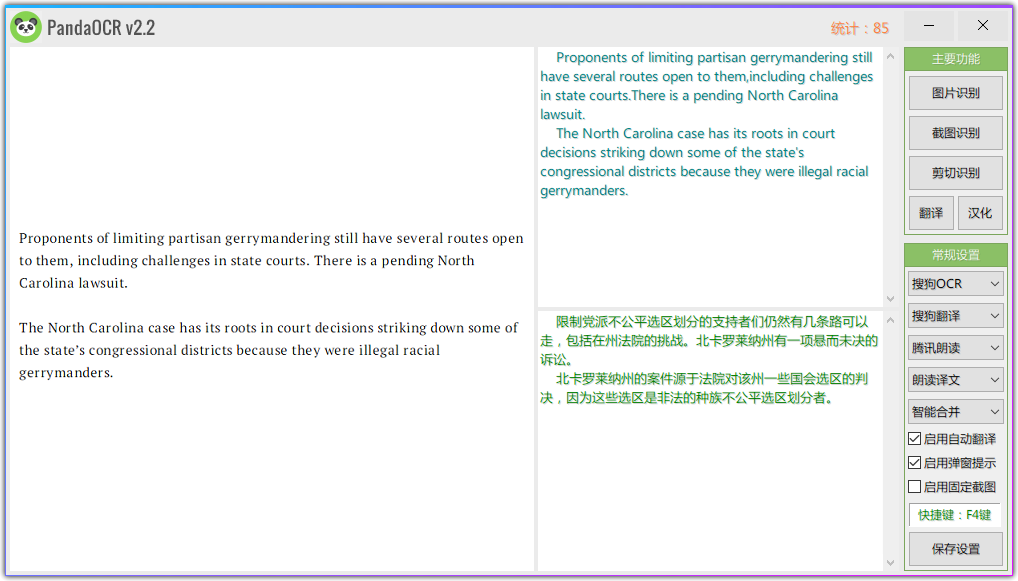 PandaOCR v2.2
统计：85
Proponents of limiting partisan gerrymandering still have several routes open
to them, including challenges in state courts. There is a pending North
Carolina lawsuit.
The North Carolina case has its roots in court decisions striking down some of
the state’s congressional districts because they were illegal racial
gerrymanders.
Proponents of limiting partisan gerrymandering still
have several routes open to them,including challenges
in state courts.There is a pending North Carolina
lawsuit.
The North Carolina case has its roots in court
decisions striking down some of the state's
congressional districts because they were illegal racial
gerrymanders.
限制党派不公平选区划分的支持者们仍然有几条路可以
走，包括在州法院的挑战。北卡罗莱纳州有一项悬而未决的
诉讼。
北卡罗莱纳州的案件源于法院对该州一些国会选区的判
决，因为这些选区是非法的种族不公平选区划分者。
主要功能
图片识别
截图识别
剪切识别
翻译 汉化
常规设置
搜狗OCR
搜狗翻译
腾讯朗读
朗读译文
智能合并
启用自动翻译
启用弹窗提示
启用固定截图
快捷键：F4键
保存设置